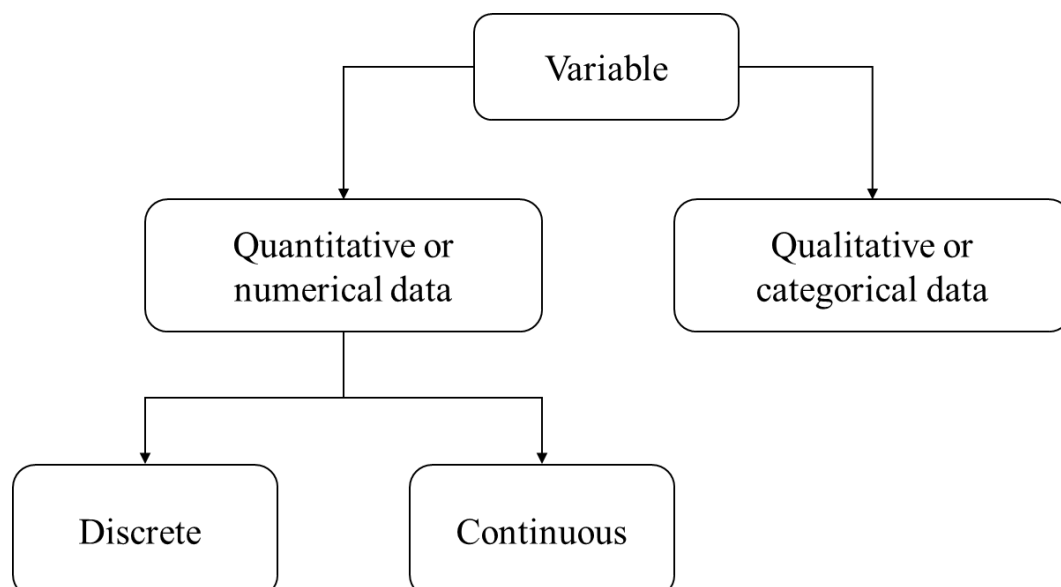 Variable
Quantitative or
numerical data
Qualitative or
categorical data
Discrete
Continuous